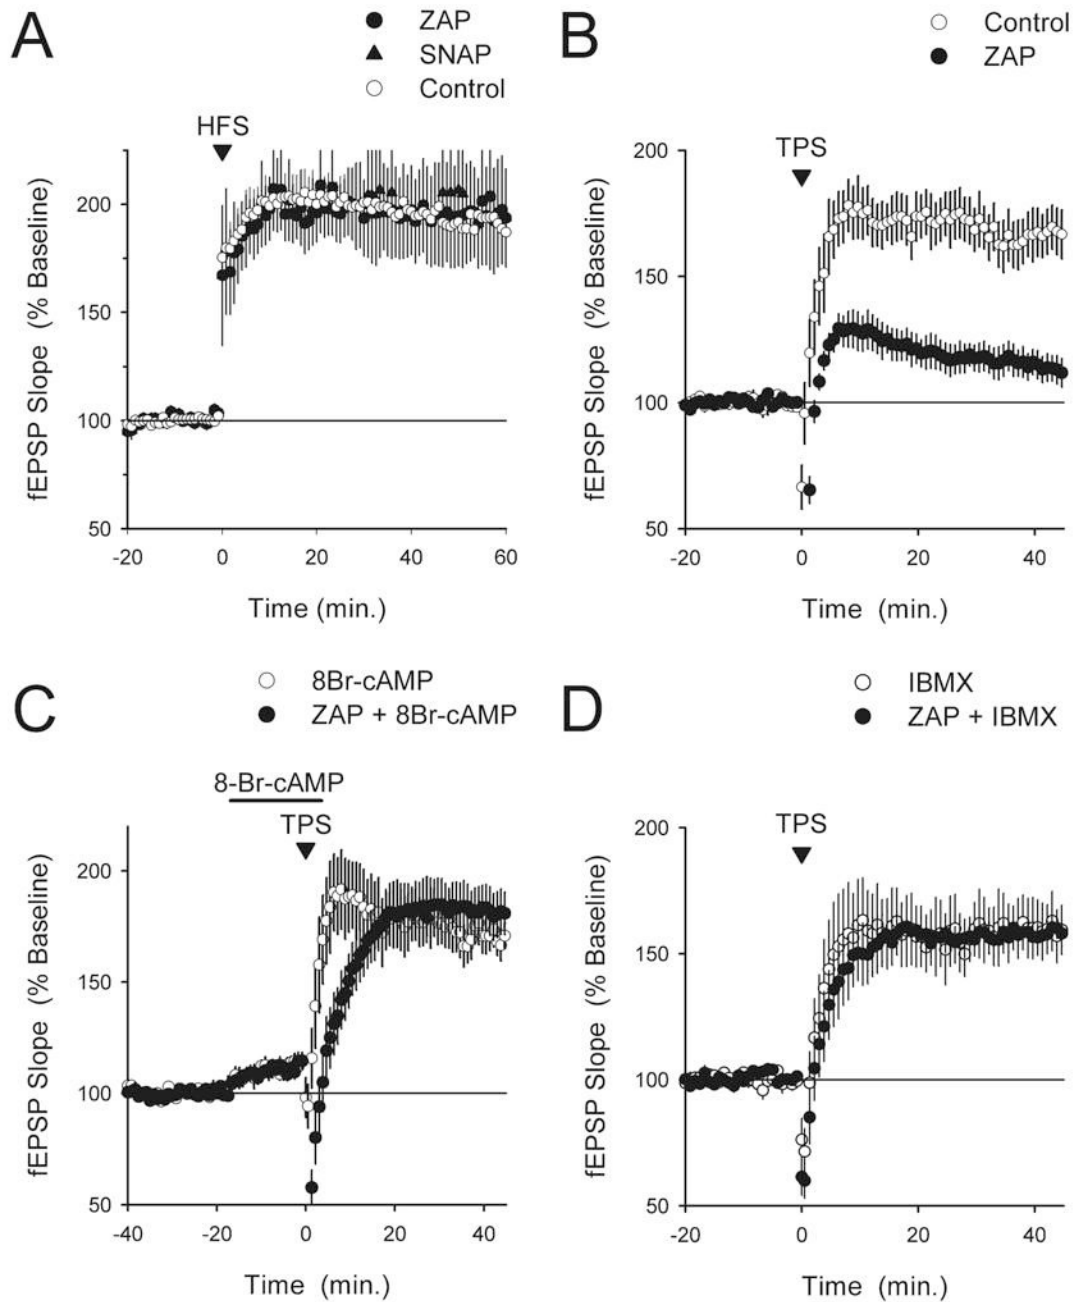 A
ZAP
SNAP
Control
HFS
fEPSP Slope (% Baseline)
200
150
100
50
-20
0
20
40
60
Time (min.)
B
Control
ZAP
TPS
fEPSP Slope (% Baseline)
200
150
100
50
-20
0
20
40
Time (min.)
C
8Br-cAMP
ZAP + 8Br-cAMP
8-Br-cAMP
TPS
fEPSP Slope (% Baseline)
200
150
100
50
-40
-20
0
20
40
Time (min.)
D
IBMX
ZAP + IBMX
TPS
fEPSP Slope (% Baseline)
200
150
100
50
-20
0
20
40
Time (min.)